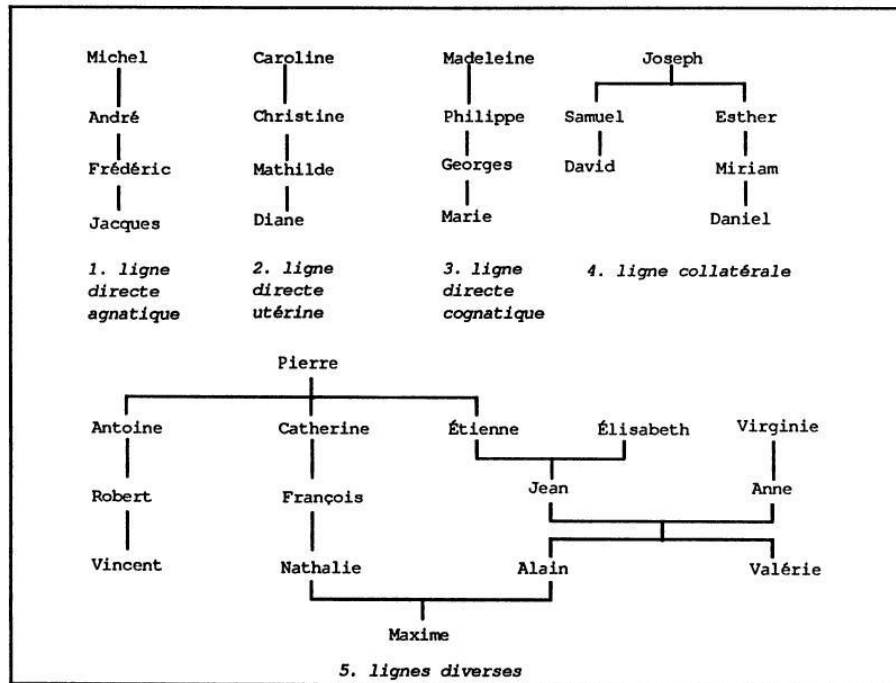 Michel Caroline Madeleine Joseph
André Christine Philippe Samuel Esther
Frédéric Mathilde Georges David Miriam
Jacques Diane Marie Daniel
1. ligne directe agnatique
2. ligne directe utérine
3. ligne directe cognatique
4. ligne collatérale
Pierre
Antoine Catherine Étienne Élisabeth Virginie
Robert François Jean Anne
Vincent Nathalie Alain Valérie
Maxime
5. lignes diverses